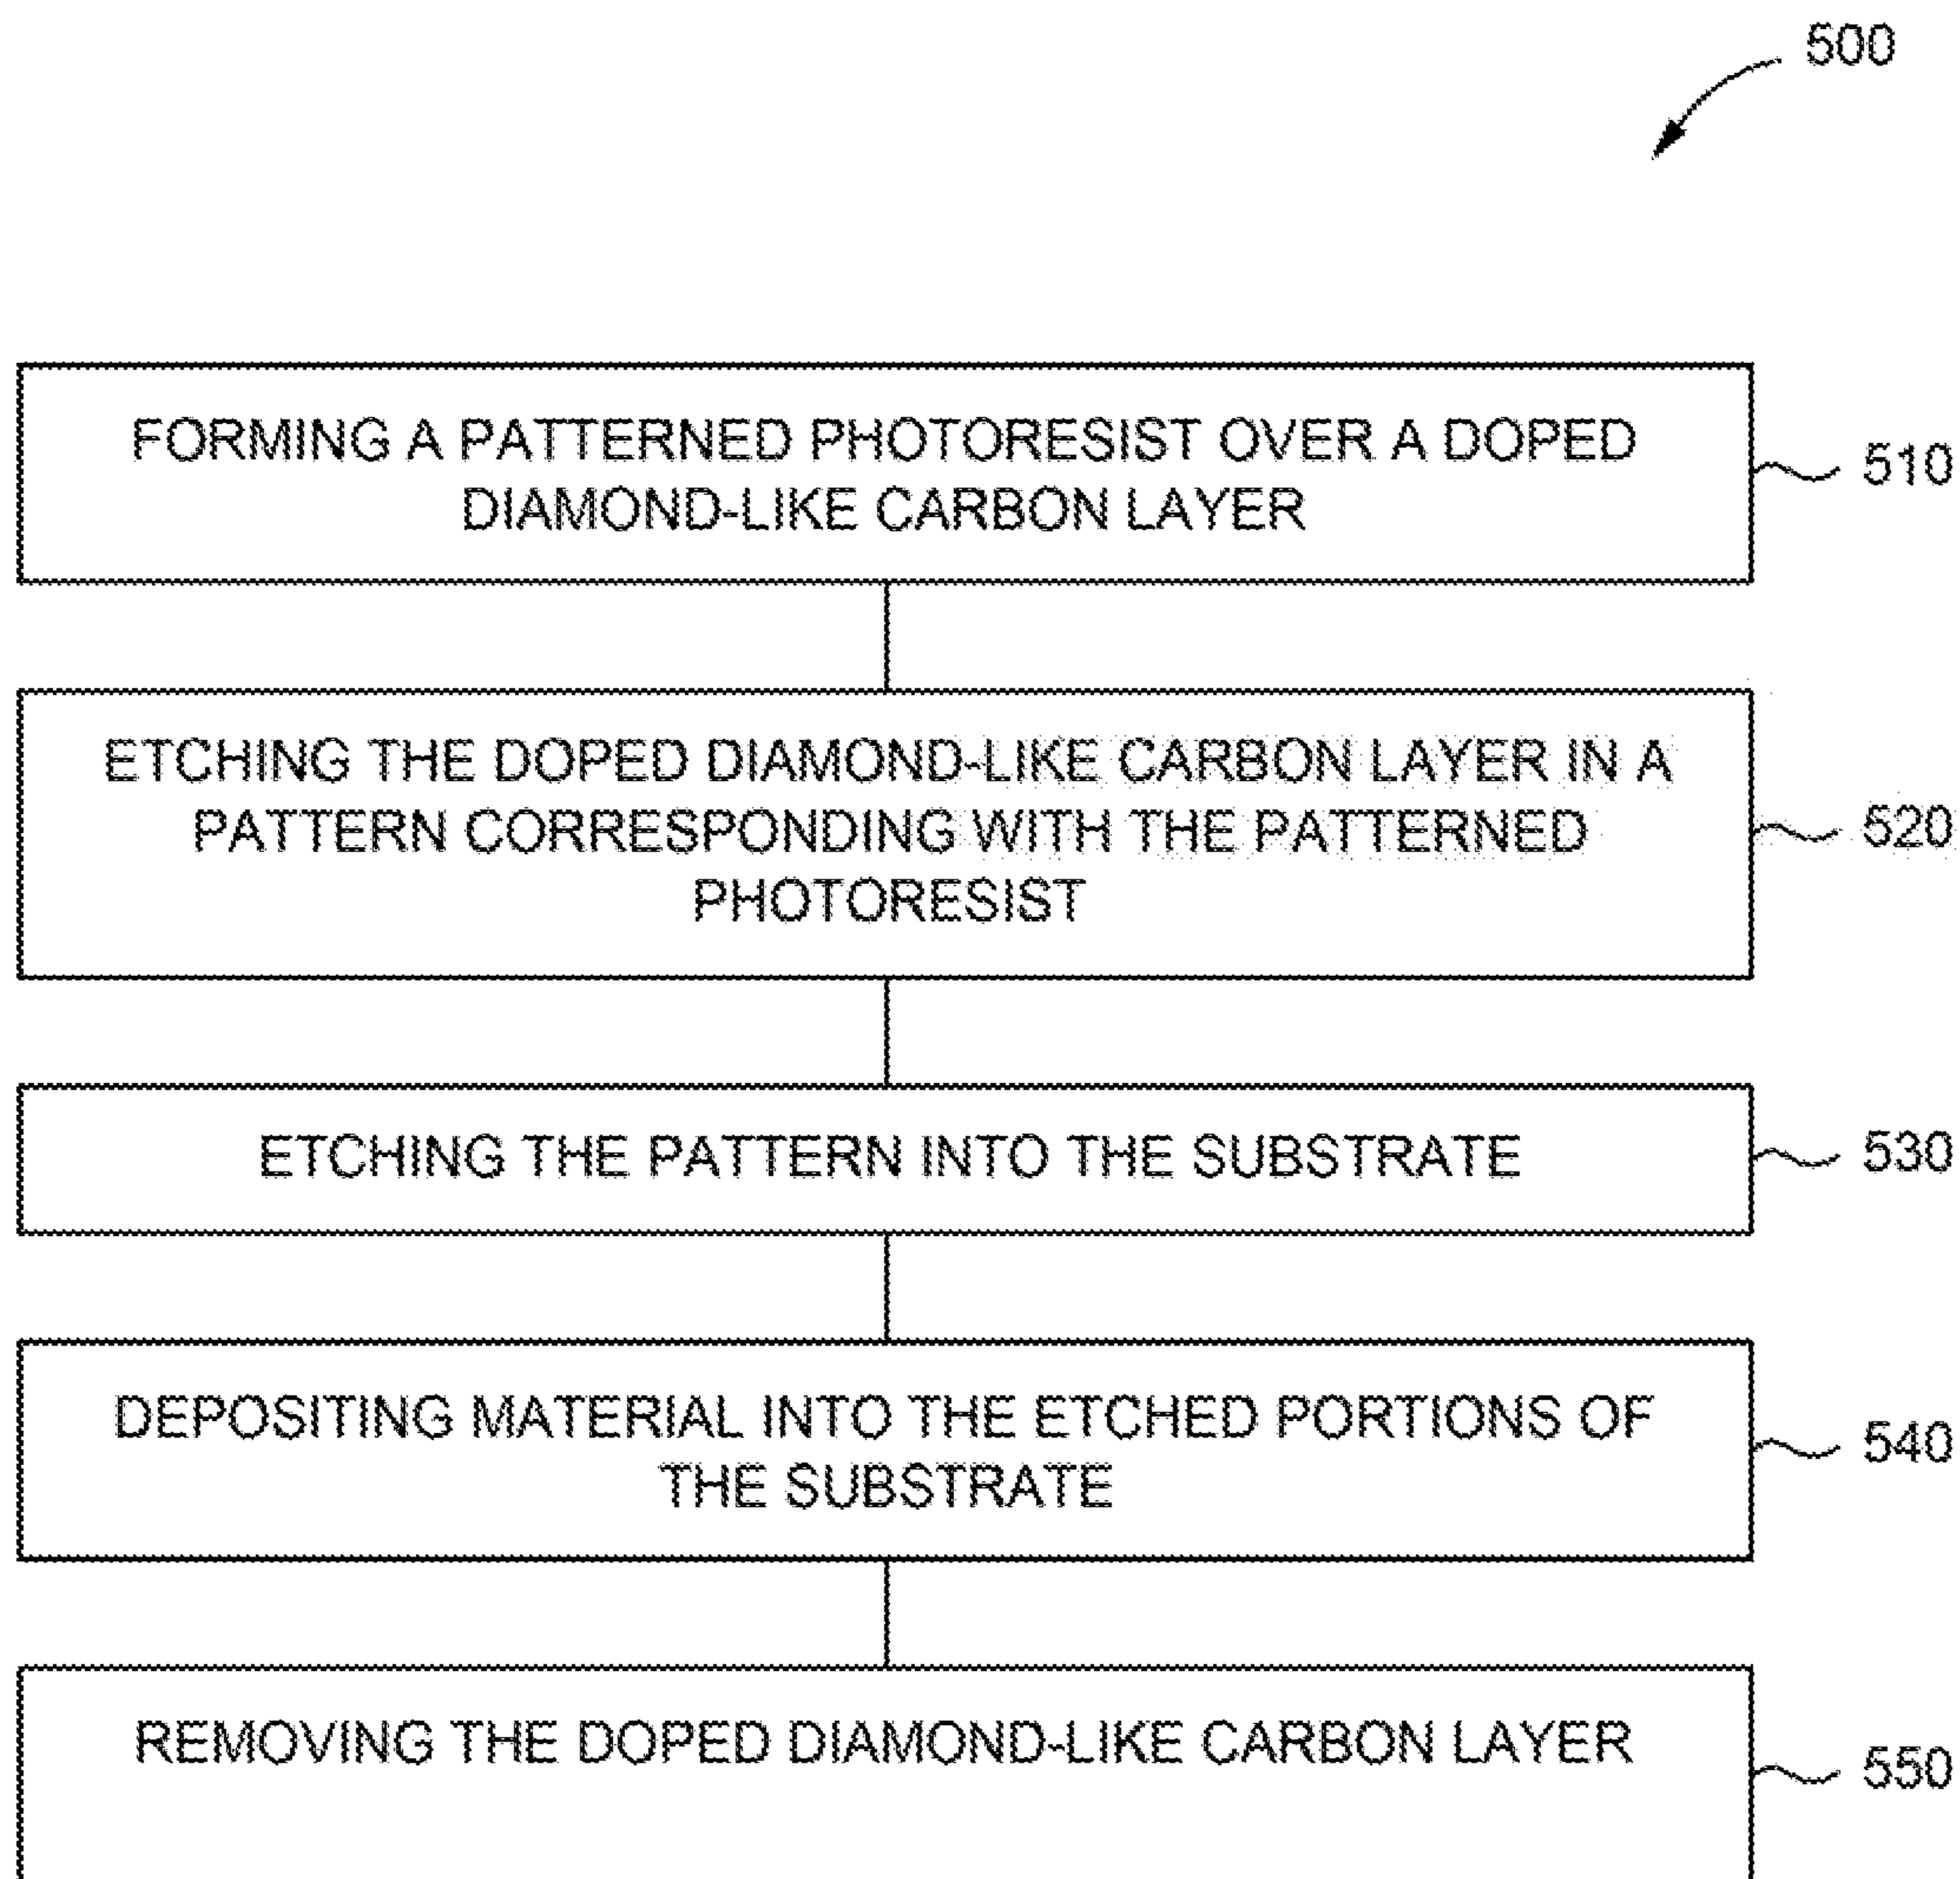 500
FORMING A PATTERNED PHOTORESIST OVER A DOPED
DIAMOND-LIKE CARBON LAYER
510
ETCHING THE DOPED DIAMOND-LIKE CARBON LAYER IN A
PATTERN CORRESPONDING WITH THE PATTERNED
PHOTORESIST
520
ETCHING THE PATTERN INTO THE SUBSTRATE
530
DEPOSITING MATERIAL INTO THE ETCHED PORTIONS OF
THE SUBSTRATE
540
REMOVING THE DOPED DIAMOND-LIKE CARBON LAYER
550